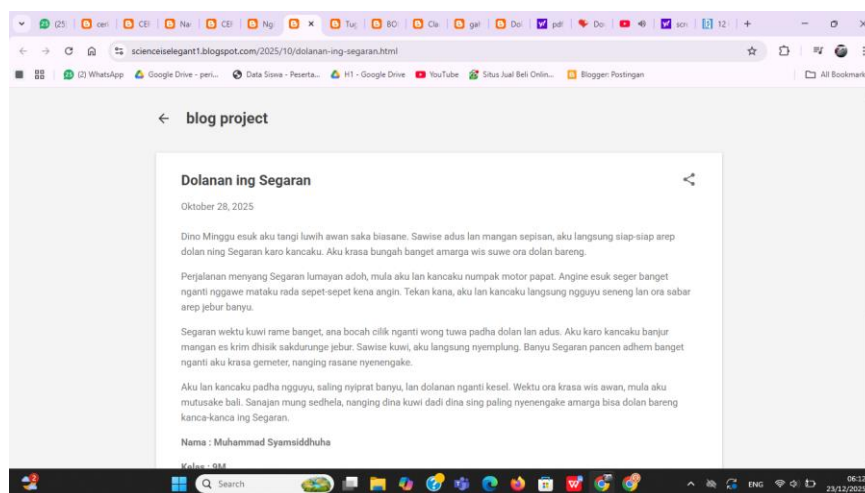 scienceiselegant1.blogspot.com/2025/10/dolanan-ing-segaran.html
(2) WhatsApp
Google Drive - peri...
Data Siswa - Peserta...
H1 - Google Drive
YouTube
Situs Jual Beli Onlin...
Blogger: Postingan
All Bookmark
blog project
Dolanan ing Segaran
Oktober 28, 2025
Dino Minggu esuk aku tangi luwih awan saka biasane. Sawise adus lan mangan sepisan, aku langsung siap-siap arep
dolan ning Segaran karo kancaku. Aku krasa bungah banget amarga wis suwe ora dolan bareng.
Perjalanan menyang Segaran lumayan adoh, mula aku lan kancaku numpak motor papat. Angine esuk seger banget
nganti nggawe mataku rada sepet-sepet kena angin. Tekan kana, aku lan kancaku langsung ngguyu seneng lan ora sabar
arep jebur banyu.
Segaran wektu kuwi rame banget, ana bocah cilik nganti wong tuwa padha dolan lan adus. Aku karo kancaku banjur
mangan es krim dhisik sakdurunge jebur. Sawise kuwi, aku langsung nyemplung. Banyu Segaran pancen adhem banget
nganti aku krasa gemeter, nanging rasane nyenengake.
Aku lan kancaku padha ngguyu, saling nyiprat banyu, lan dolanan nganti kesel. Wektu ora krasa wis awan, mula aku
mutusake bali. Sanajan mung sedhela, nanging dina kuwi dadi dina sing paling nyenengake amarga bisa dolan bareng
kanca-kanca ing Segaran.
Nama : Muhammad Syamsiddhuha
Kelas : 9M
Search
ENG
06:12
23/12/2025